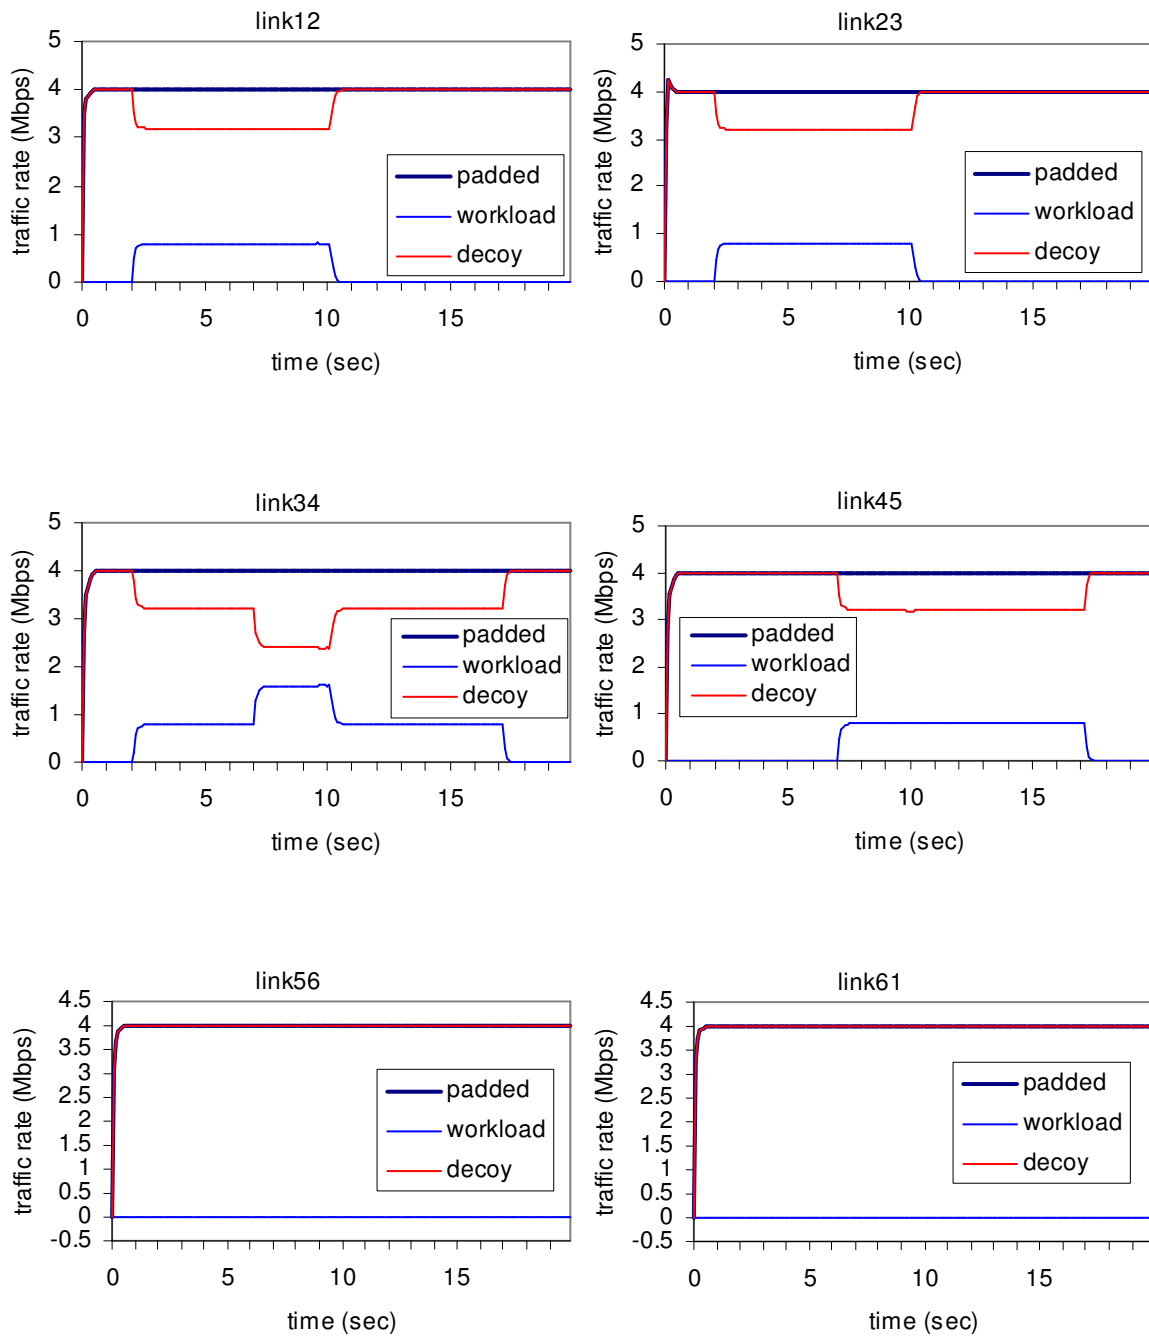 link12
traffic rate (Mbps)
5
4
3
2
1
0
padded
workload
decoy
0 5 10 15
time (sec)
link23
traffic rate (Mbps)
5
4
3
2
1
0
padded
workload
decoy
0 5 10 15
time (sec)
link34
traffic rate (Mbps)
5
4
3
2
1
0
padded
workload
decoy
0 5 10 15
time (sec)
link45
traffic rate (Mbps)
5
4
3
2
1
0
padded
workload
decoy
0 5 10 15
time (sec)
link56
traffic rate (Mbps)
4.5
4
3.5
3
2.5
2
1.5
1
0.5
0
-0.5
padded
workload
decoy
0 5 10 15
time (sec)
link61
traffic rate (Mbps)
4.5
4
3.5
3
2.5
2
1.5
1
0.5
0
-0.5
padded
workload
decoy
0 5 10 15
time (sec)